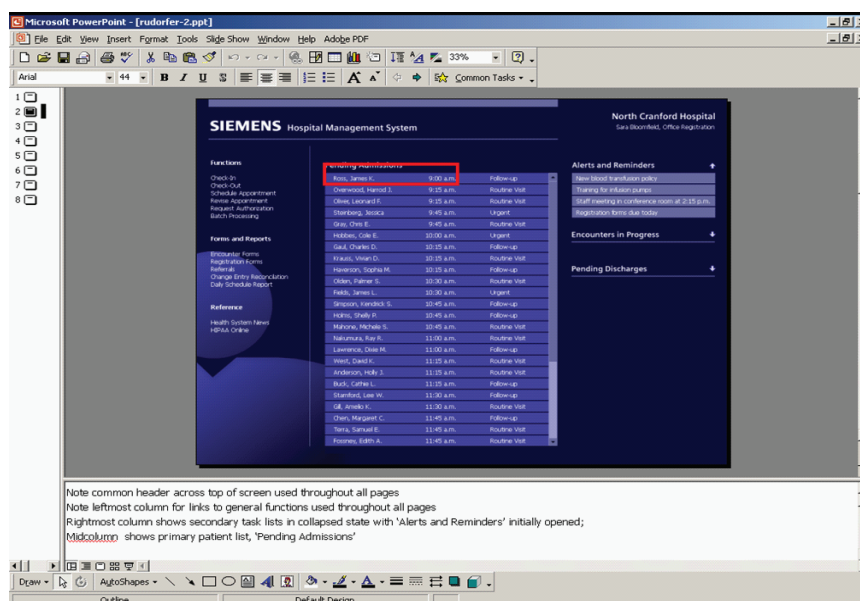 Microsoft PowerPoint - [rudorfer-2.ppt]
File Edit View Insert Format Tools Slide Show Window Help Adobe PDF
33%
Arial 44 B I U S A A Common Tasks
1
2
3
4
5
6
7
8
SIEMENS Hospital Management System
North Cranford Hospital
Sara Bloomfield, Office Registration
Functions
Check-In
Check-Out
Schedule Appointment
Revise Appointment
Request Authorization
Batch Processing
Forms and Reports
Encounter Forms
Registration Forms
Referrals
Change Entry Reconciliation
Daily Schedule Report
Reference
Health System News
HIPAA Online
Pending Admissions
Ross, James K. 9:00 a.m. Follow-up
Overwood, Harrod J. 9:15 a.m. Routine Visit
Oliver, Leonard F. 9:15 a.m. Routine Visit
Steinberg, Jessica 9:45 a.m. Urgent
Gray, Chris E. 9:45 a.m. Routine Visit
Hobbes, Cole E. 10:00 a.m. Urgent
Gaul, Charles D. 10:15 a.m. Follow-up
Krauss, Vivian D. 10:15 a.m. Routine Visit
Haverson, Sophia M. 10:15 a.m. Follow-up
Olden, Palmer S. 10:30 a.m. Routine Visit
Fields, James L. 10:30 a.m. Urgent
Simpson, Kendrick S. 10:45 a.m. Follow-up
Holms, Shelly P. 10:45 a.m. Follow-up
Mahone, Michele S. 10:45 a.m. Routine Visit
Nakumura, Ray R. 11:00 a.m. Routine Visit
Lawrence, Dixie M. 11:00 a.m. Follow-up
West, David K. 11:15 a.m. Routine Visit
Anderson, Holly J. 11:15 a.m. Routine Visit
Buck, Cathie L. 11:15 a.m. Follow-up
Stamford, Lee W. 11:30 a.m. Follow-up
Gill, Amelio K. 11:30 a.m. Routine Visit
Chen, Margaret C. 11:45 a.m. Follow-up
Terra, Samuel E. 11:45 a.m. Routine Visit
Fossney, Edith A. 11:45 a.m. Routine Visit
Alerts and Reminders
New blood transfusion policy
Training for infusion pumps
Staff meeting in conference room at 2:15 p.m.
Registration forms due today
Encounters in Progress
Pending Discharges
Note common header across top of screen used throughout all pages
Note leftmost column for links to general functions used throughout all pages
Rightmost column shows secondary task lists in collapsed state with 'Alerts and Reminders' initially opened;
Midcolumn shows primary patient list, 'Pending Admissions'
Draw AutoShapes
Outline Default Design